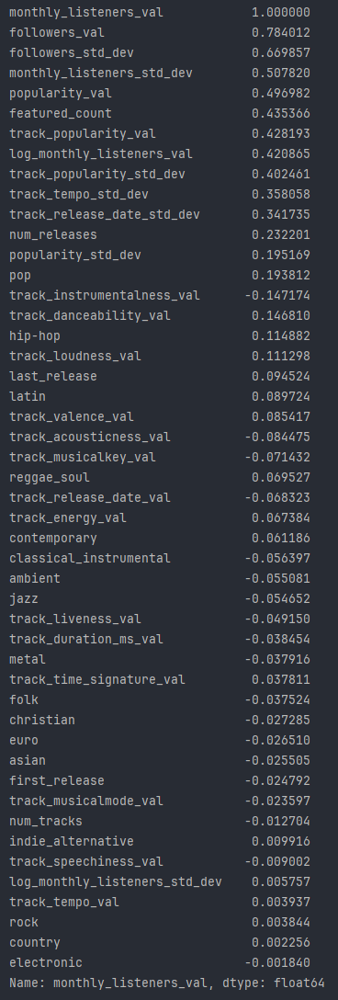 monthly_listeners_val 1.000000
followers_val 0.784012
followers_std_dev 0.669857
monthly_listeners_std_dev 0.507820
popularity_val 0.496982
featured_count 0.435366
track_popularity_val 0.428193
log_monthly_listeners_val 0.420865
track_popularity_std_dev 0.402461
track_tempo_std_dev 0.358058
track_release_date_std_dev 0.341735
num_releases 0.232201
popularity_std_dev 0.195169
pop 0.193812
track_instrumentalness_val -0.147174
track_danceability_val 0.146810
hip-hop 0.114882
track_loudness_val 0.111298
last_release 0.094524
latin 0.089724
track_valence_val 0.085417
track_acousticness_val -0.084475
track_musicalkey_val -0.071432
reggae_soul 0.069527
track_release_date_val -0.068323
track_energy_val 0.067384
contemporary 0.061186
classical_instrumental -0.056397
ambient -0.055081
jazz -0.054652
track_liveness_val -0.049150
track_duration_ms_val -0.038454
metal -0.037916
track_time_signature_val 0.037811
folk -0.037524
christian -0.027285
euro -0.026510
asian -0.025505
first_release -0.024792
track_musicalmode_val -0.023597
num_tracks -0.012704
indie_alternative 0.009916
track_speechiness_val -0.009002
log_monthly_listeners_std_dev 0.005757
track_tempo_val 0.003937
rock 0.003844
country 0.002256
electronic -0.001840
Name: monthly_listeners_val, dtype: float64